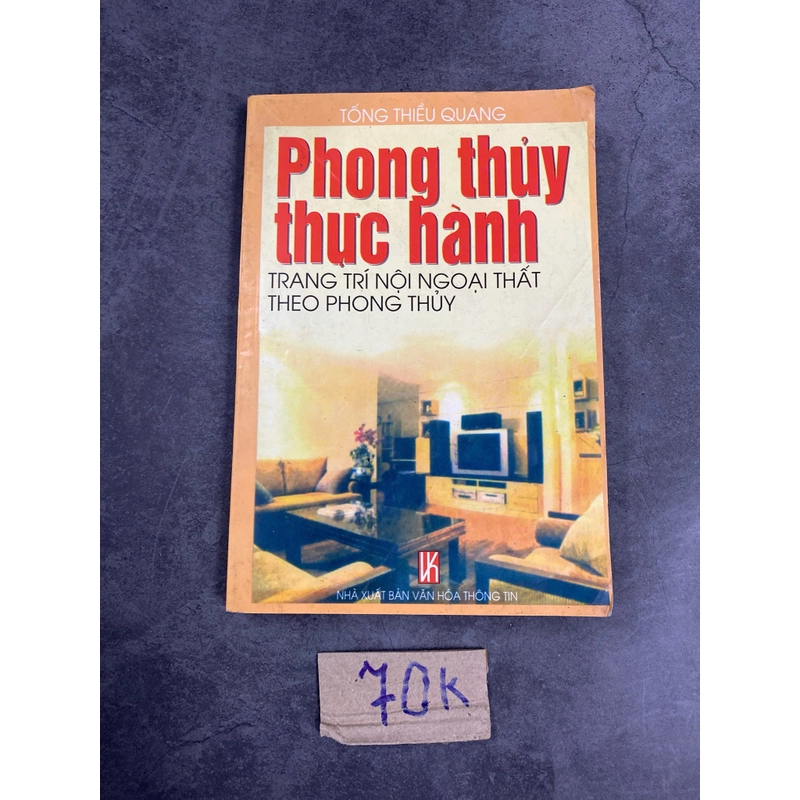 TỐNG THIỀU QUANG
Phong thủy
thực hành
TRANG TRÍ NỘI NGOẠI THẤT
THEO PHONG THỦY
VK
NHÀ XUẤT BẢN VĂN HÓA THÔNG TIN
70K